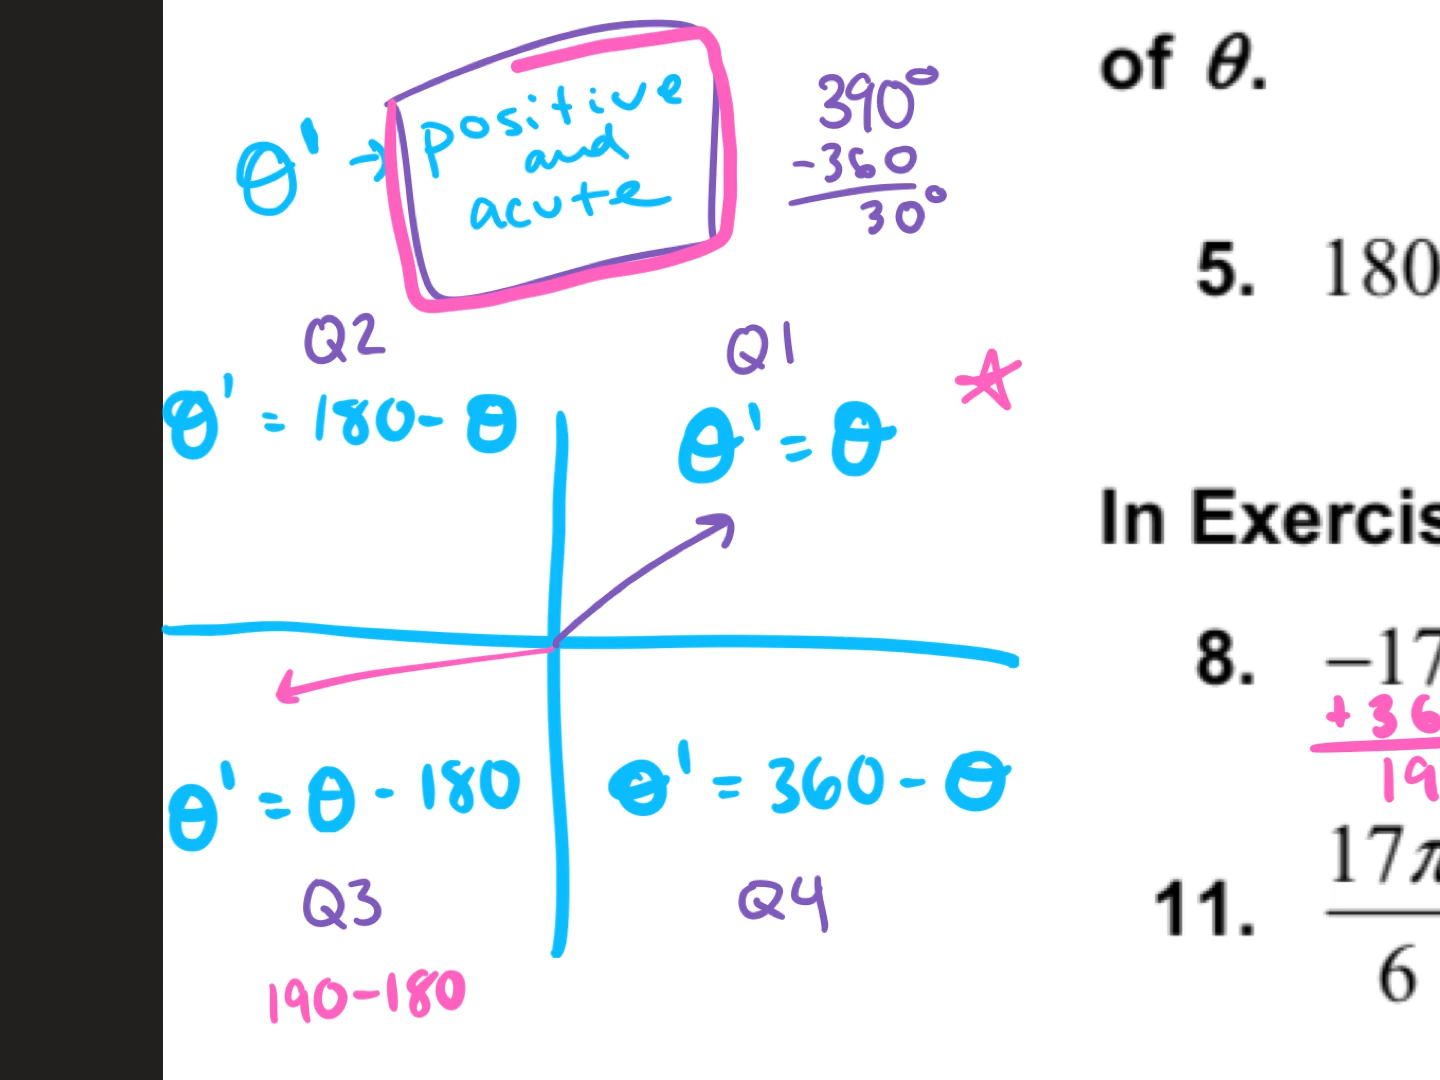 θ' → positive
and
acute
390°
-360
30°
Q2
Q1
θ' = 180 - θ
θ' = θ
θ' = θ - 180
θ' = 360 - θ
Q3
Q4
190-180
of θ.
5. 180
In Exercis
8. -17
+36
19
11. 17π
6